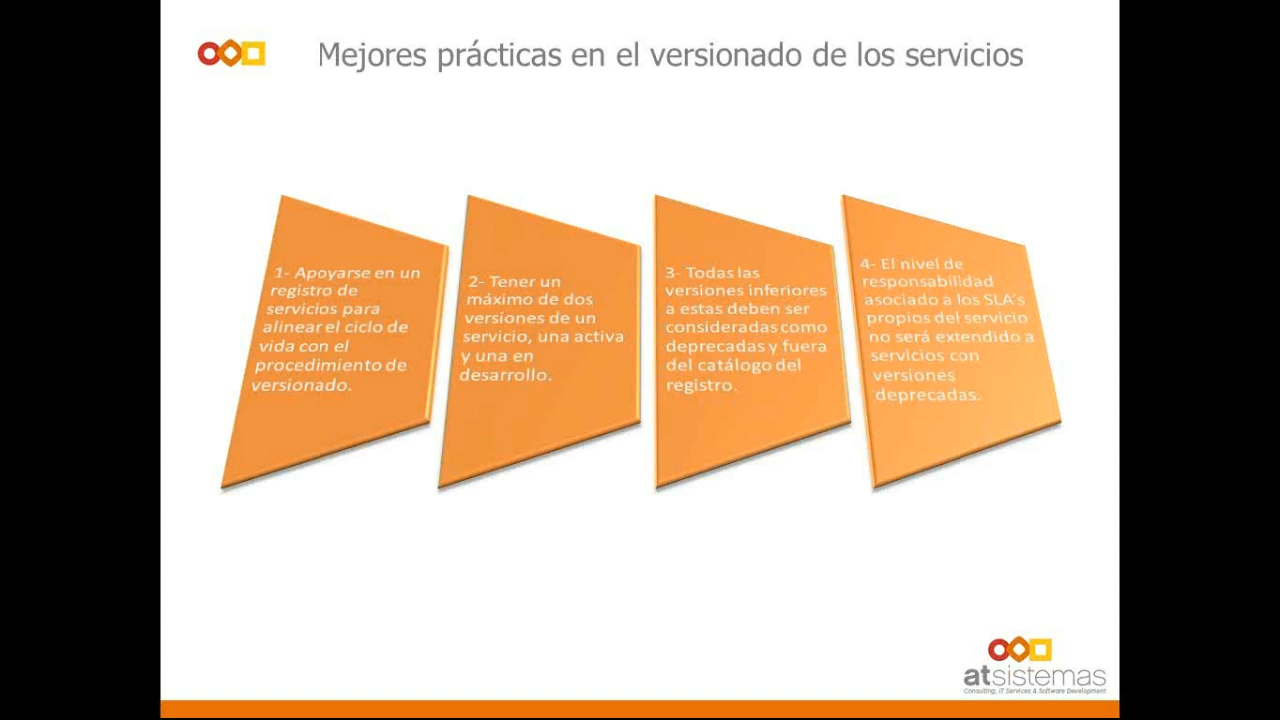 Mejores prácticas en el versionado de los servicios
1- Apoyarse en un
registro de
servicios para
alinear el ciclo de
vida con el
procedimiento de
versionado.
2- Tener un
máximo de dos
versiones de un
servicio, una activa
y una en
desarrollo.
3- Todas las
versiones inferiores
a estas deben ser
consideradas como
deprecadas y fuera
del catálogo del
registro.
4- El nivel de
responsabilidad
asociado a los SLA's
propios del servicio
no será extendido a
servicios con
versiones
deprecadas.
atsistemas
Consulting, IT Services & Software Development